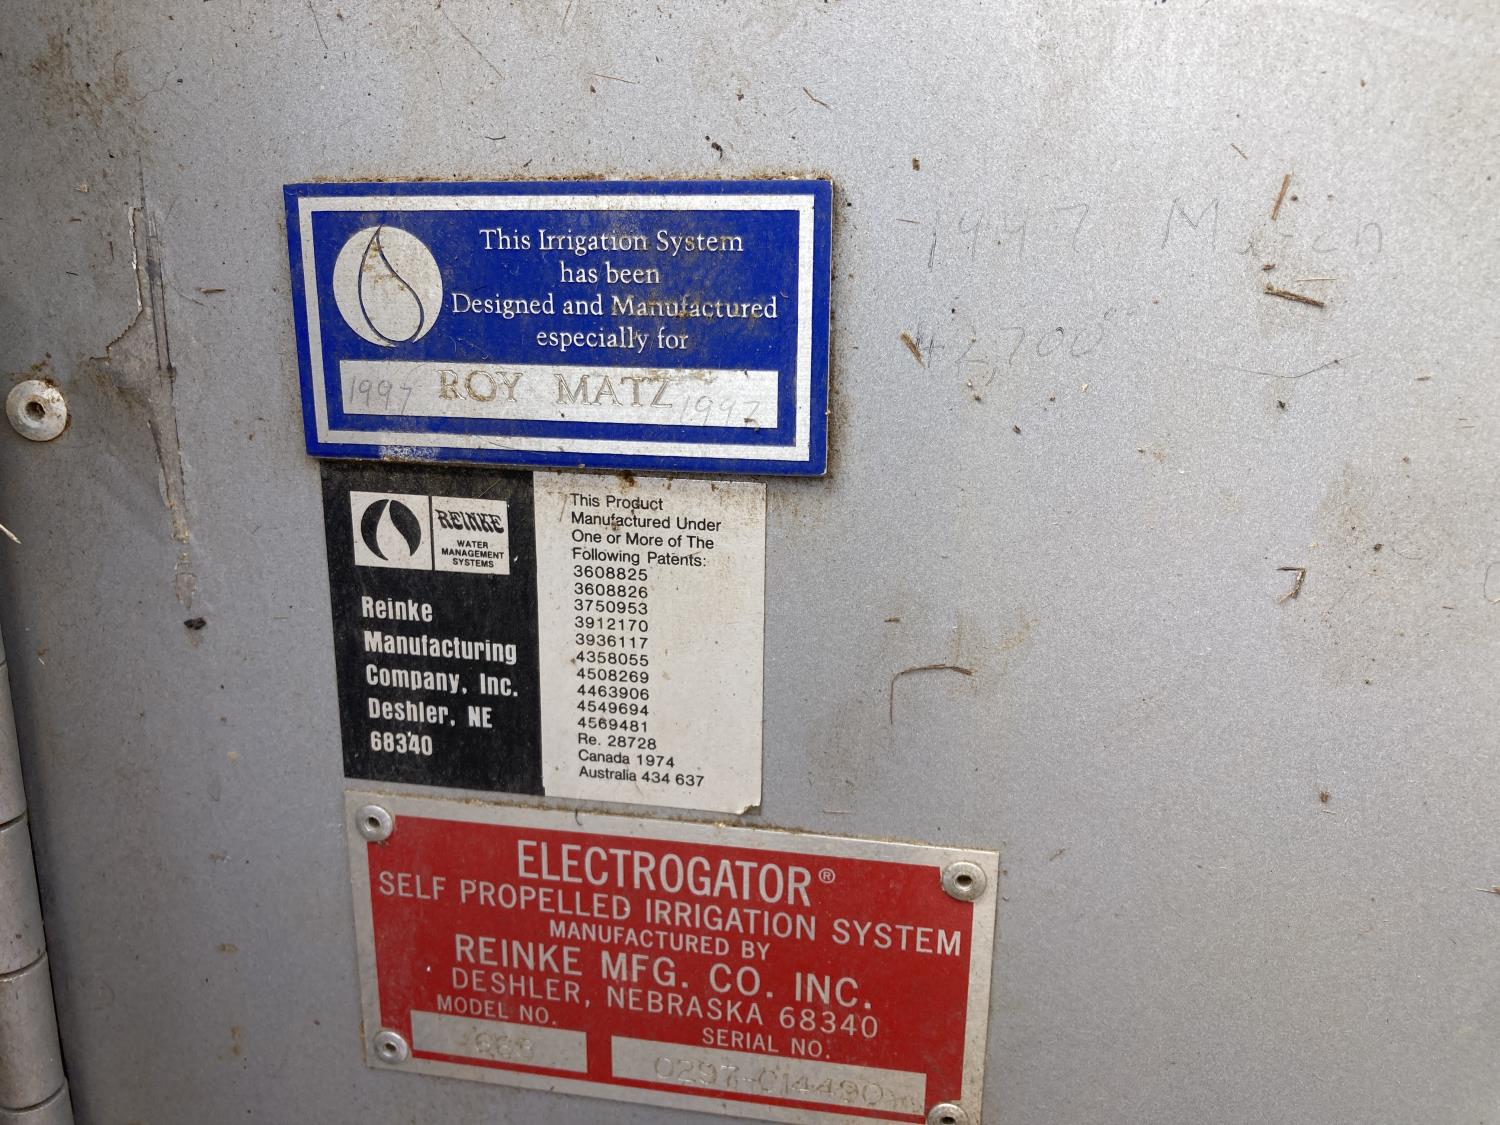 This Irrigation System
has been
Designed and Manufactured
especially for
1997 ROY MATZ 1997
1997 March
REINKE
WATER
MANAGEMENT
SYSTEMS
Reinke
Manufacturing
Company, Inc.
Deshler, NE
68340
This Product
Manufactured Under
One or More of The
Following Patents:
3608825
3608826
3750953
3912170
3936117
4358055
4508269
4463906
4549694
4569481
Re. 28728
Canada 1974
Australia 434 637
ELECTROGATOR®
SELF PROPELLED IRRIGATION SYSTEM
MANUFACTURED BY
REINKE MFG. CO. INC.
DESHLER, NEBRASKA 68340
MODEL NO.
SERIAL NO.